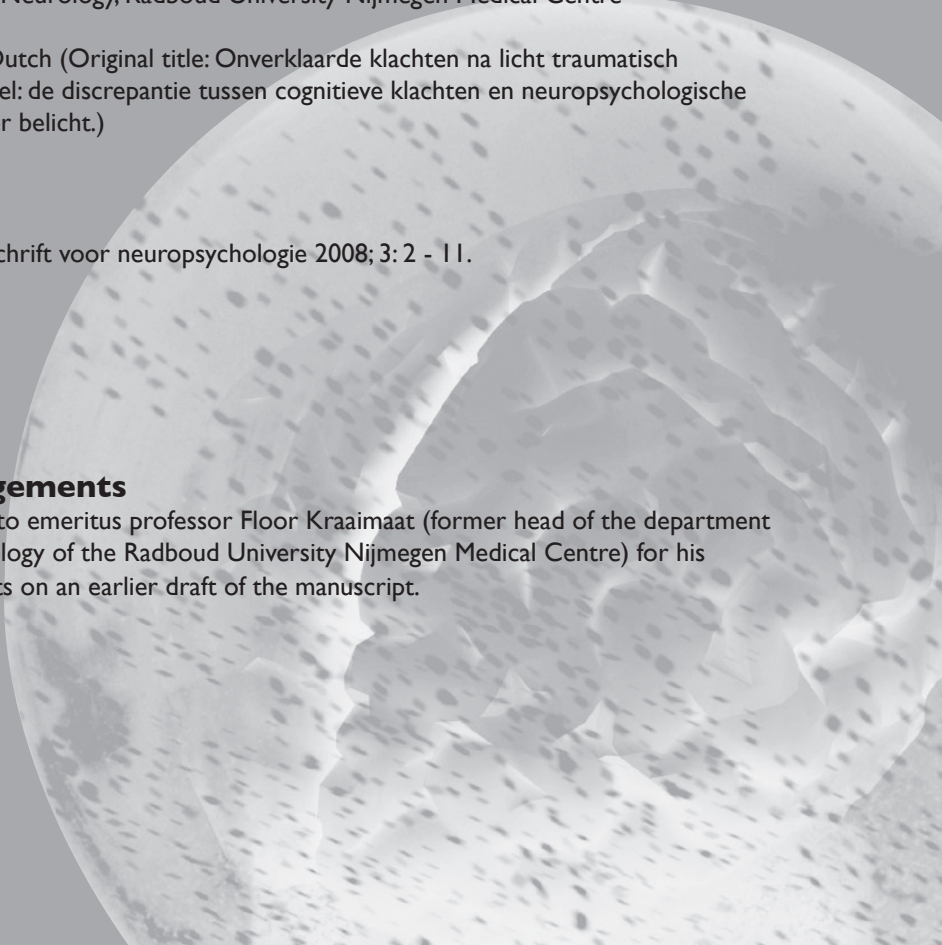 Neurology, Radboud University Nijmegen Medical Centre
Dutch (Original title: Onverklaarde klachten na licht traumatisch
el: de discrepantie tussen cognitieve klachten en neuropsychologische
r belicht.)
chrift voor neuropsychologie 2008; 3: 2 - 11.
gements
to emeritus professor Floor Kraaimaat (former head of the department
logy of the Radboud University Nijmegen Medical Centre) for his
ts on an earlier draft of the manuscript.